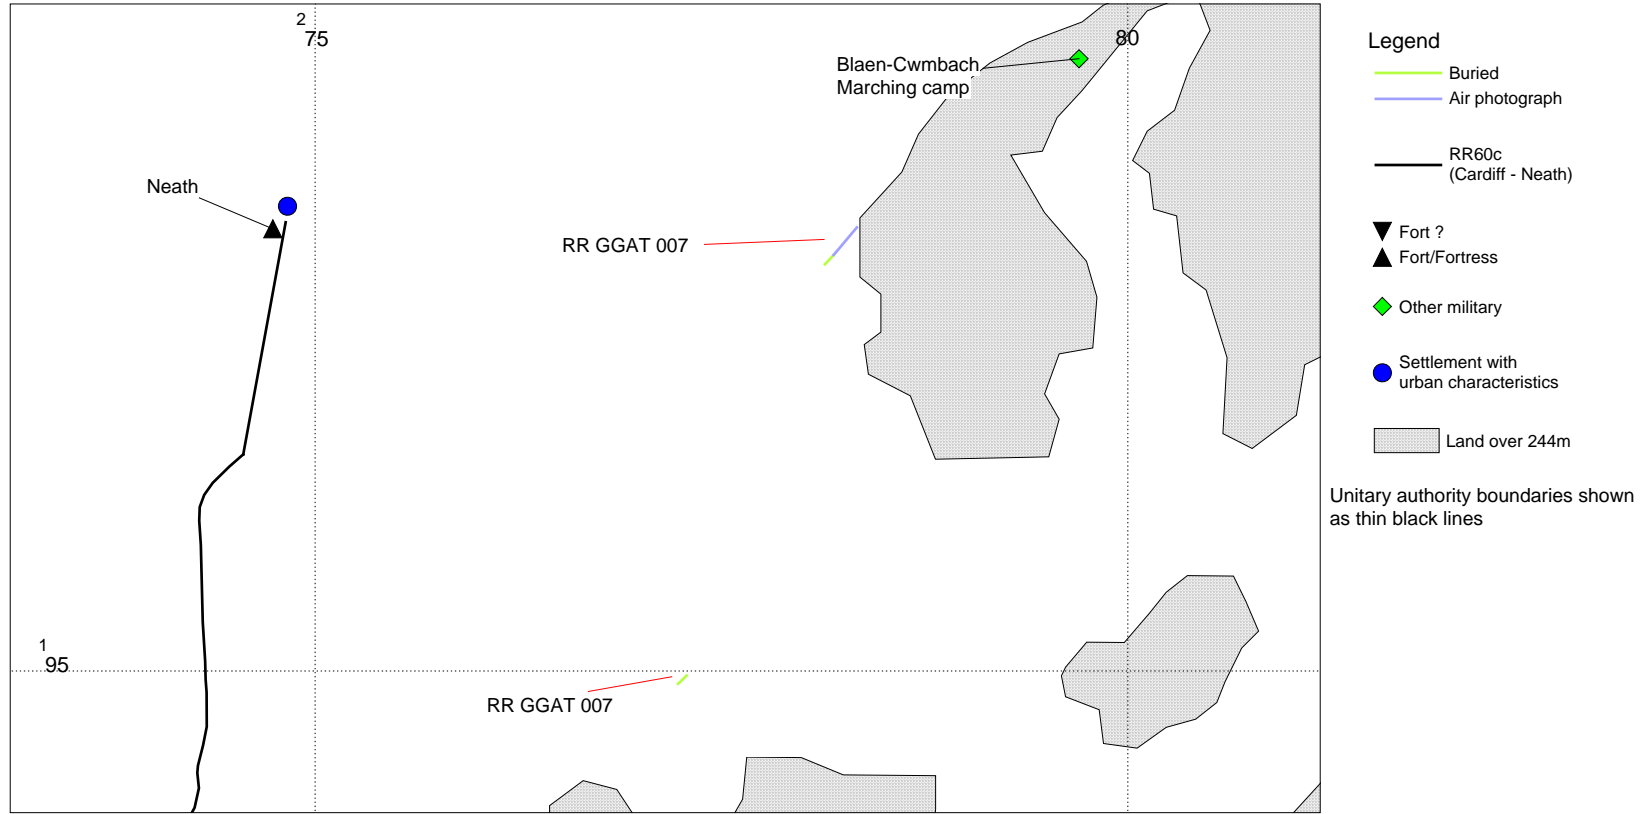 2
75
80
Blaen-Cwmbach
Marching camp
Neath
RR GGAT 007
1
95
RR GGAT 007
Legend
Buried
Air photograph
RR60c
(Cardiff - Neath)
Fort ?
Fort/Fortress
Other military
Settlement with
urban characteristics
Land over 244m
Unitary authority boundaries shown
as thin black lines